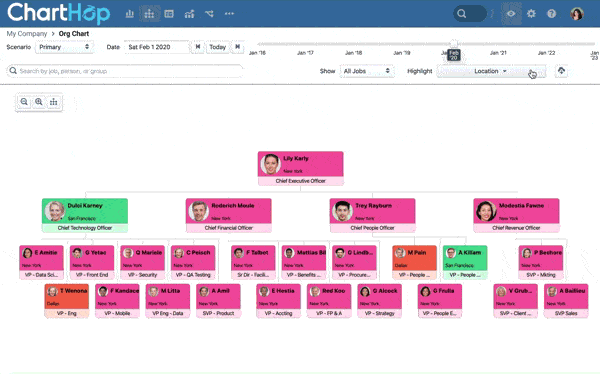 ChartHop
My Company > Org Chart
Scenario Primary Date Sat Feb 1 2020 Today
Jan '16 Jan '17 Jan '18 Jan '19 Jan '21 Jan '22 Jan '23
Feb '20
Search by job, person, or group Show All Jobs Highlight Location
Lily Karly
New York
Chief Executive Officer
Dulci Karney Roderich Moule Trey Rayburn Modestia Fawne
San Francisco New York New York New York
Chief Technology Officer Chief Financial Officer Chief People Officer Chief Revenue Officer
E Amitie G Yetac Q Mariele C Psioch F Talbot Mattias Bil G Lindb... M Pain A Killam P Beshore
New York New York New York New York New York New York New York Dallas San Francisco New York
VP - Data Sci... VP - Front End VP - Security VP - QA Testing Sr Dir - Facili... VP - Benefits ... VP - Procure... VP - People ... VP - People ... SVP - Mkting
T Wenona F Kandace M Litta A Amil E Hestia Red Koo G Alcock G Frulla V Grub... A Baillieu
Dallas New York New York New York New York New York New York New York New York New York
VP - Eng VP - Mobile VP Eng - Data SVP - Product VP - Accting VP - FP & A VP - Strategy VP - People E... SVP - Client ... SVP Sales